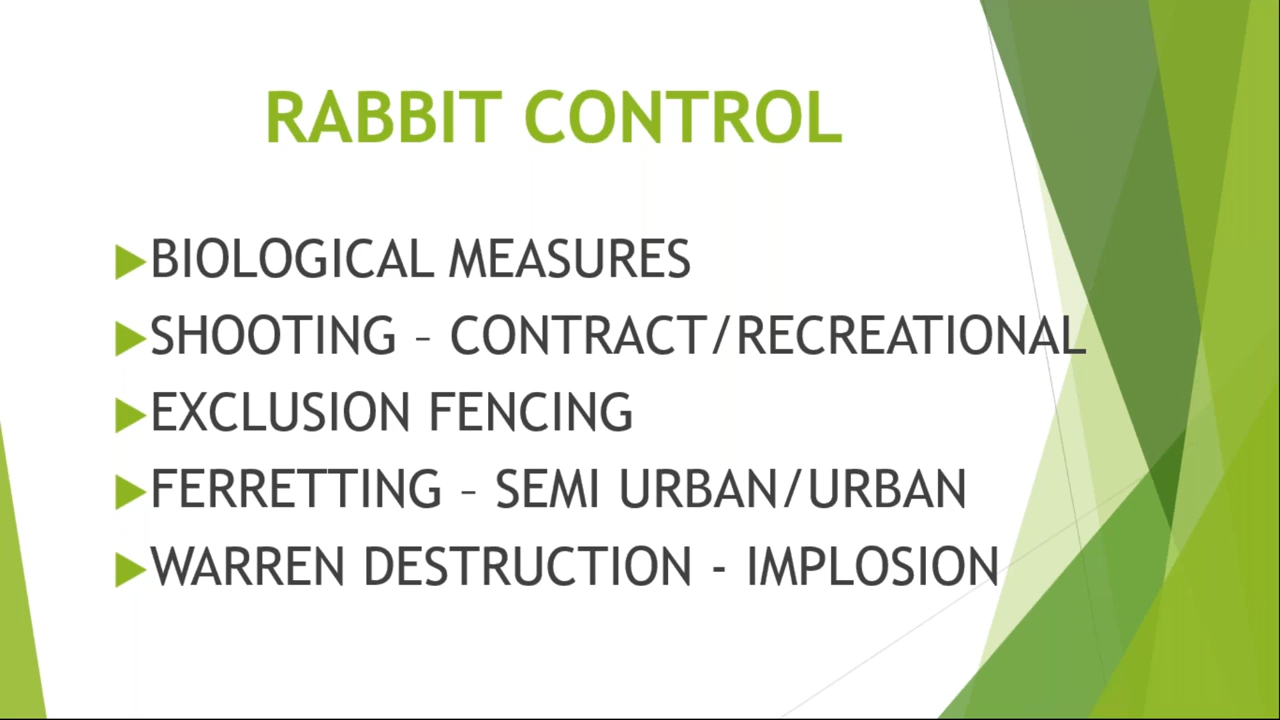 RABBIT CONTROL
BIOLOGICAL MEASURES
SHOOTING – CONTRACT/RECREATIONAL
EXCLUSION FENCING
FERRETTING – SEMI URBAN/URBAN
WARREN DESTRUCTION - IMPLOSION